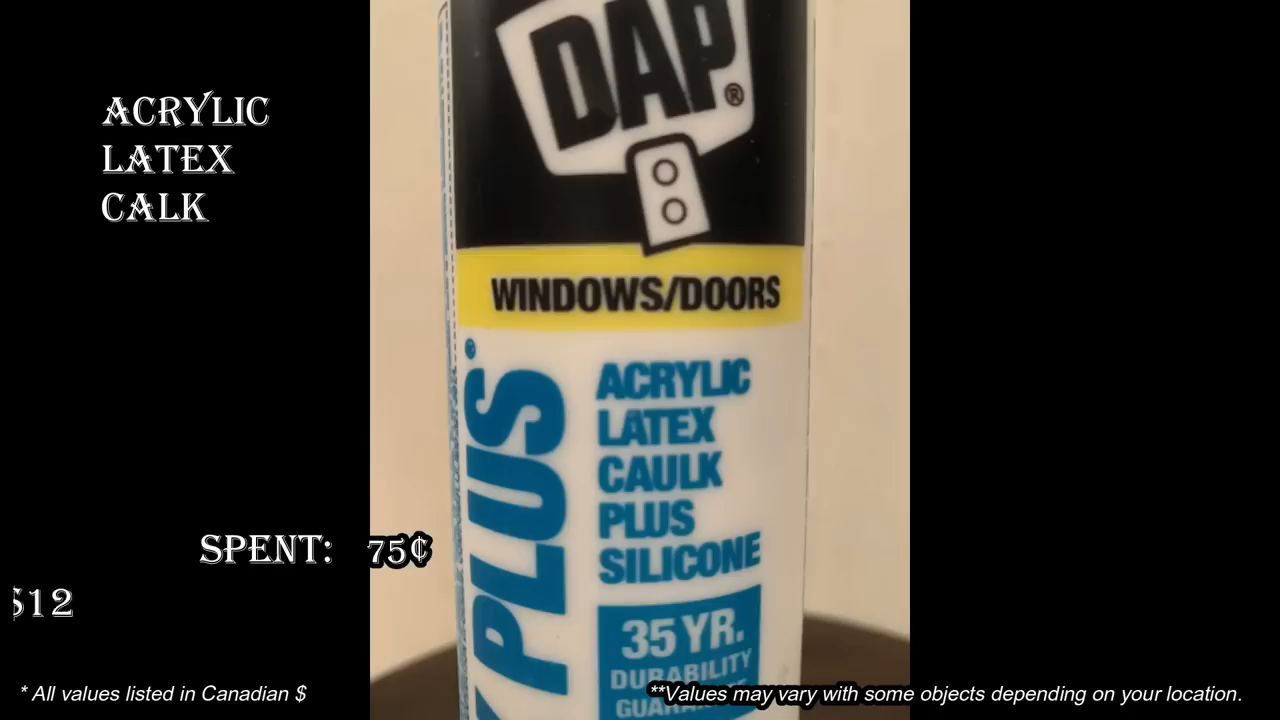 ACRYLIC
LATEX
CALK
DAP®
WINDOWS/DOORS
PLUS®
ACRYLIC
LATEX
CAULK
PLUS
SILICONE
35 YR.
DURABILITY
SPENT: 75¢
$12
* All values listed in Canadian $
**Values may vary with some objects depending on your location.